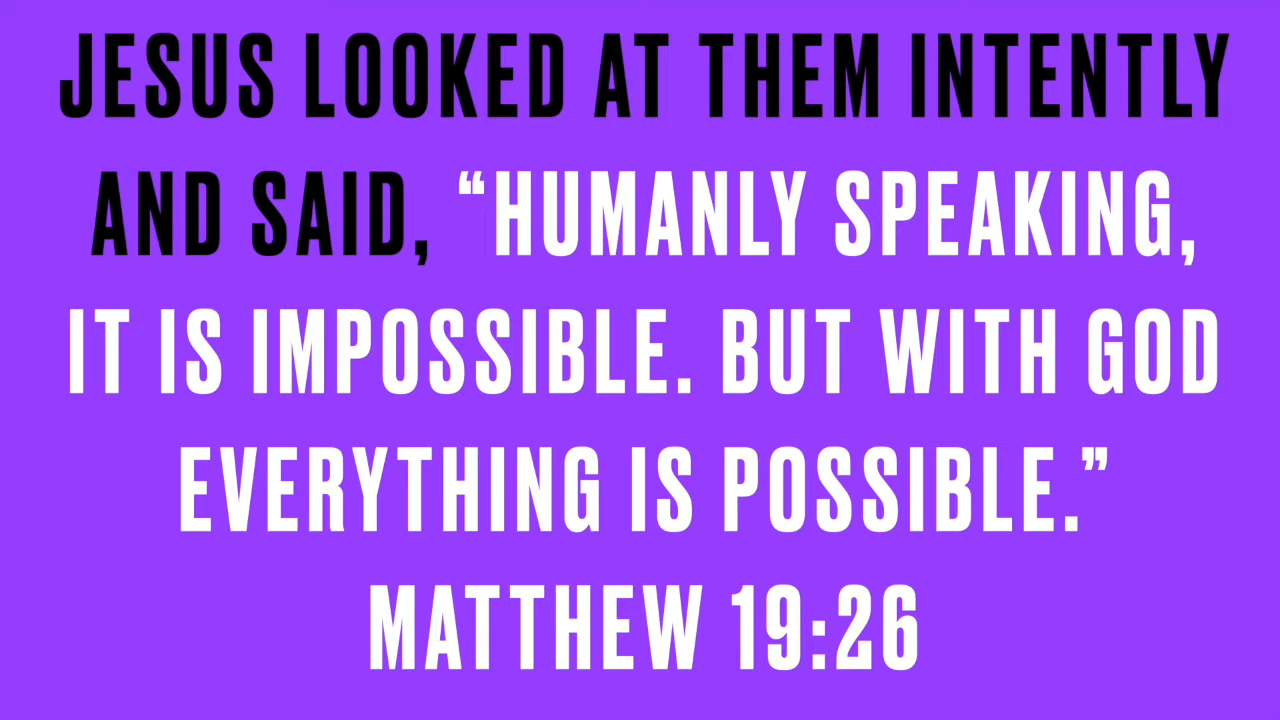 JESUS LOOKED AT THEM INTENTLY
AND SAID, “HUMANLY SPEAKING,
IT IS IMPOSSIBLE. BUT WITH GOD
EVERYTHING IS POSSIBLE.”
MATTHEW 19:26